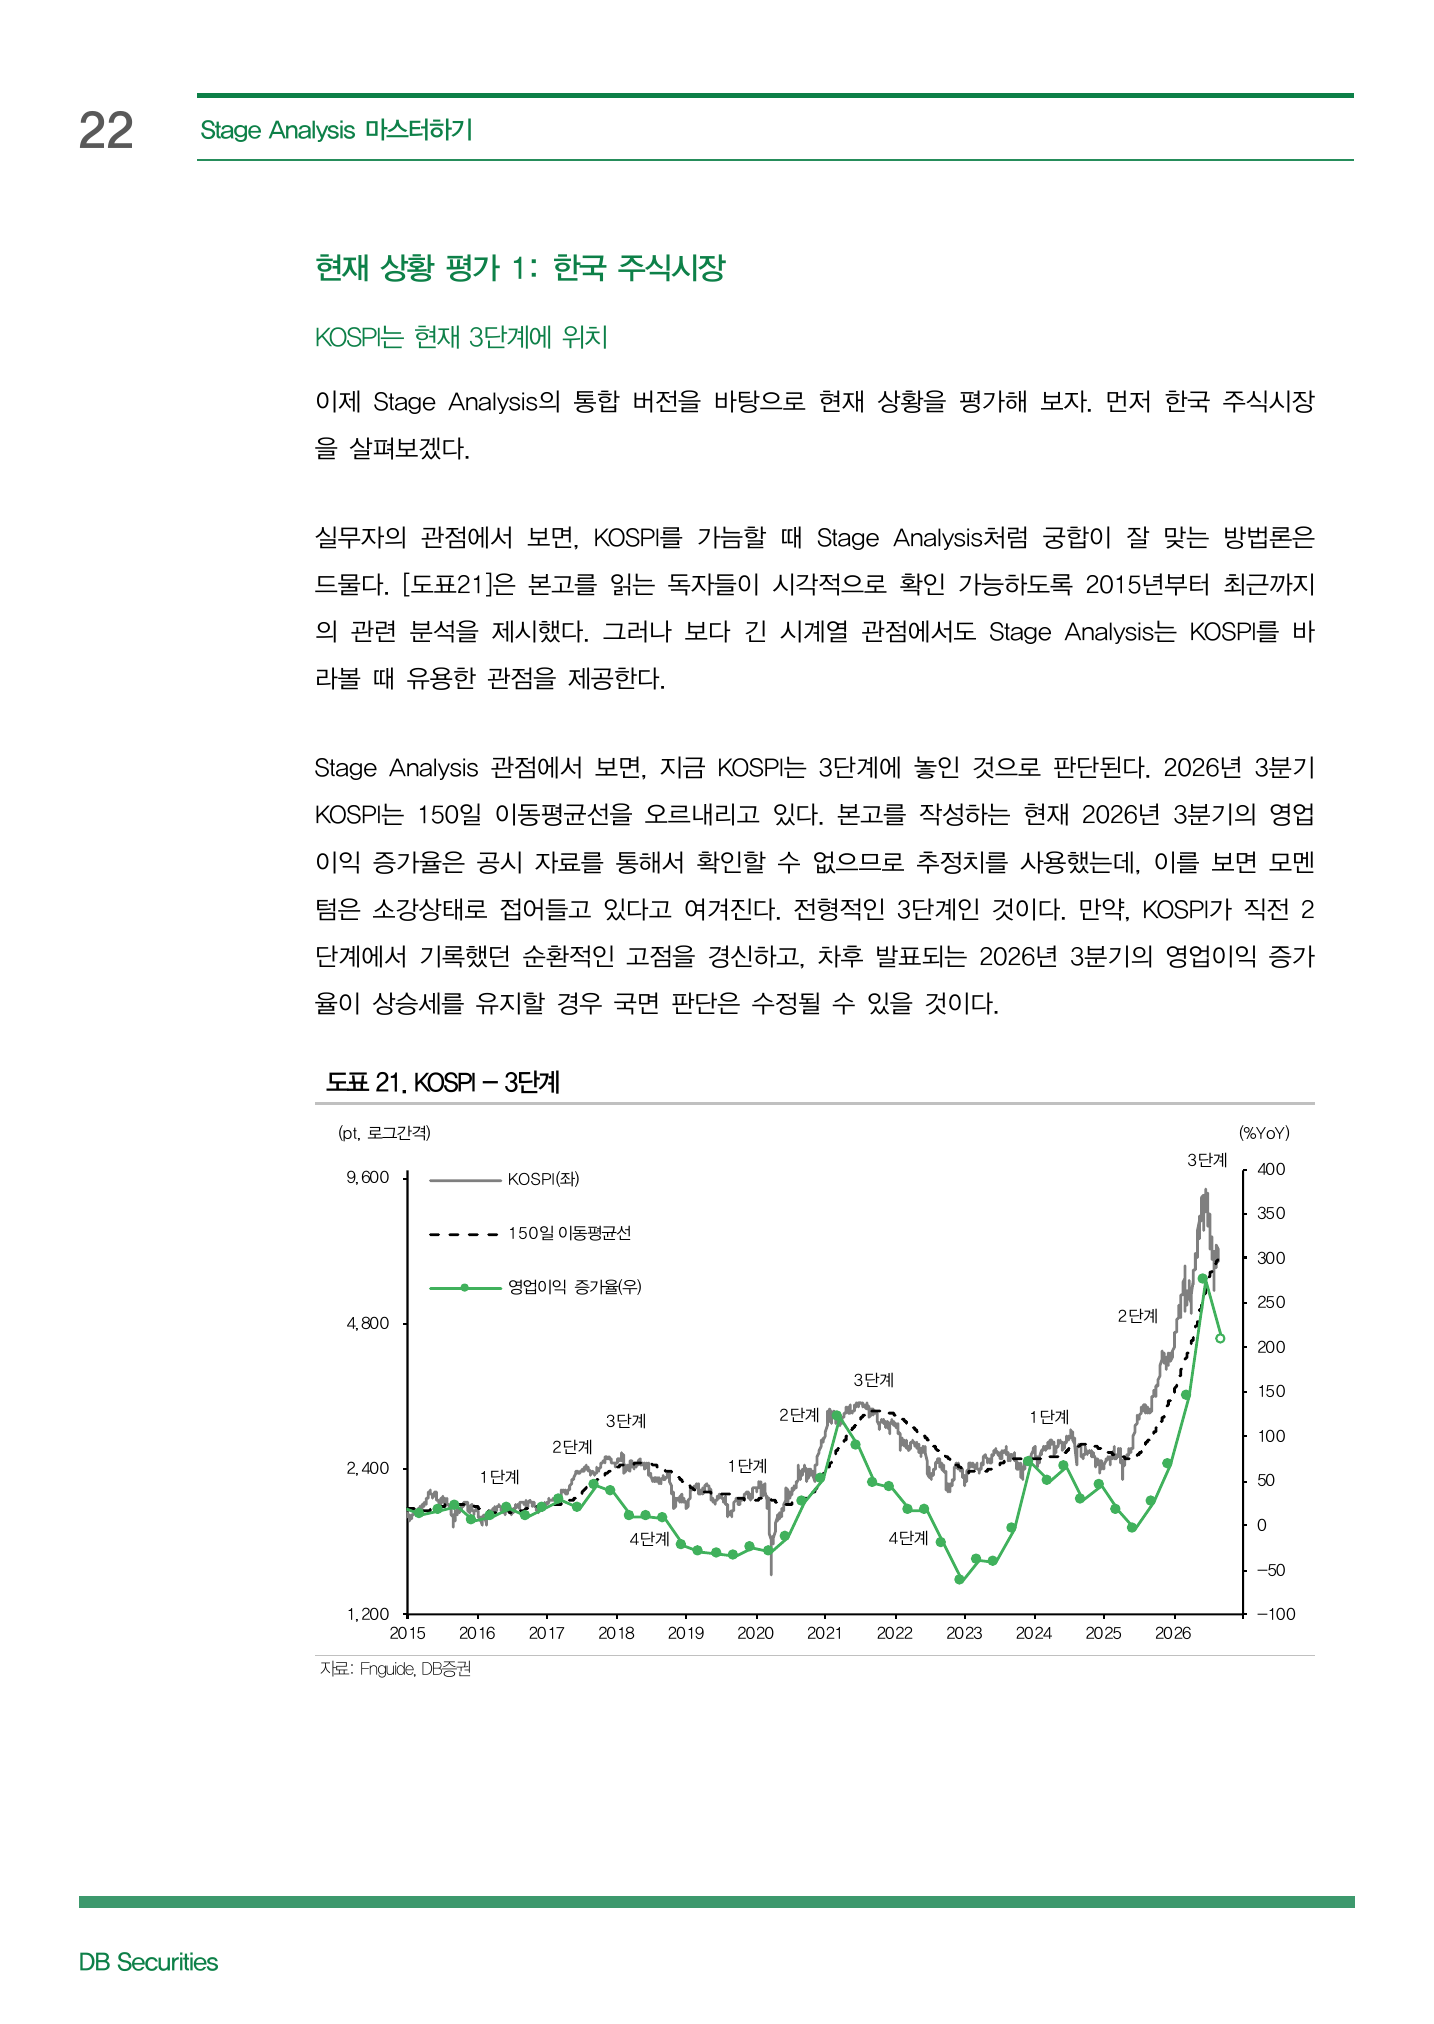 22
Stage Analysis 마스터하기
현재 상황 평가 1: 한국 주식시장
KOSPI는 현재 3단계에 위치
이제 Stage Analysis의 통합 버전을 바탕으로 현재 상황을 평가해 보자. 먼저 한국 주식시장
을 살펴보겠다.
실무자의 관점에서 보면, KOSPI를 가늠할 때 Stage Analysis처럼 궁합이 잘 맞는 방법론은
드물다. [도표21]은 본고를 읽는 독자들이 시각적으로 확인 가능하도록 2015년부터 최근까지
의 관련 분석을 제시했다. 그러나 보다 긴 시계열 관점에서도 Stage Analysis는 KOSPI를 바
라볼 때 유용한 관점을 제공한다.
Stage Analysis 관점에서 보면, 지금 KOSPI는 3단계에 놓인 것으로 판단된다. 2026년 3분기
KOSPI는 150일 이동평균선을 오르내리고 있다. 본고를 작성하는 현재 2026년 3분기의 영업
이익 증가율은 공시 자료를 통해서 확인할 수 없으므로 추정치를 사용했는데, 이를 보면 모멘
텀은 소강상태로 접어들고 있다고 여겨진다. 전형적인 3단계인 것이다. 만약, KOSPI가 직전 2
단계에서 기록했던 순환적인 고점을 경신하고, 차후 발표되는 2026년 3분기의 영업이익 증가
율이 상승세를 유지할 경우 국면 판단은 수정될 수 있을 것이다.
도표 21. KOSPI – 3단계
(pt, 로그간격)
(%YoY)
3단계
9,600
400
KOSPI(좌)
350
150일 이동평균선
300
영업이익 증가율(우)
250
2단계
4,800
200
150
3단계
2단계
3단계
1단계
100
2단계
1단계
2,400
1단계
50
0
4단계
4단계
–50
1,200
–100
2015 2016 2017 2018 2019 2020 2021 2022 2023 2024 2025 2026
자료: Fnguide, DB증권
DB Securities